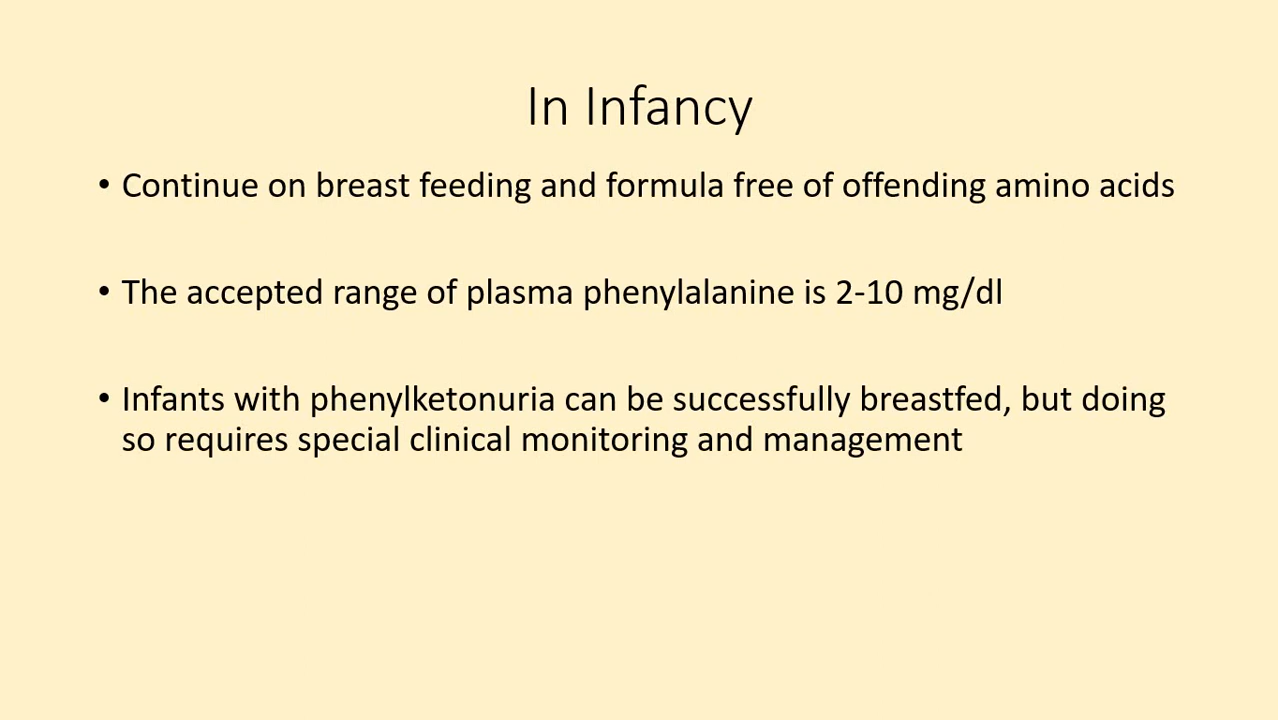 In Infancy
• Continue on breast feeding and formula free of offending amino acids
• The accepted range of plasma phenylalanine is 2-10 mg/dl
• Infants with phenylketonuria can be successfully breastfed, but doing
so requires special clinical monitoring and management